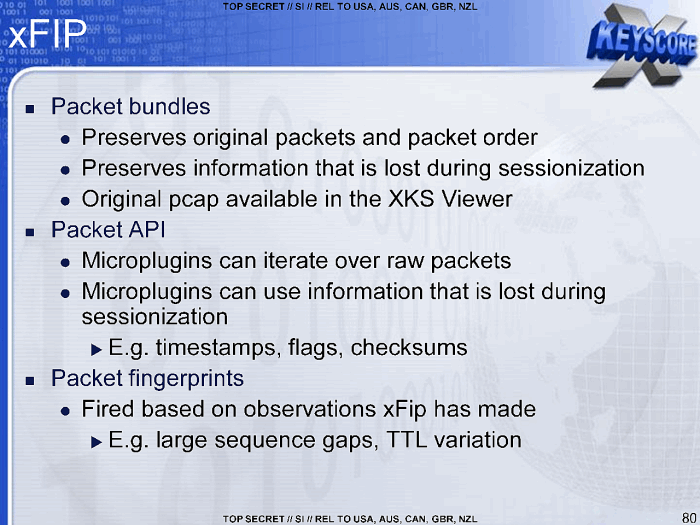 TOP SECRET // SI // REL TO USA, AUS, CAN, GBR, NZL
xFIP
X KEYSCORE
Packet bundles
Preserves original packets and packet order
Preserves information that is lost during sessionization
Original pcap available in the XKS Viewer
Packet API
Microplugins can iterate over raw packets
Microplugins can use information that is lost during
sessionization
E.g. timestamps, flags, checksums
Packet fingerprints
Fired based on observations xFip has made
E.g. large sequence gaps, TTL variation
TOP SECRET // SI // REL TO USA, AUS, CAN, GBR, NZL
80